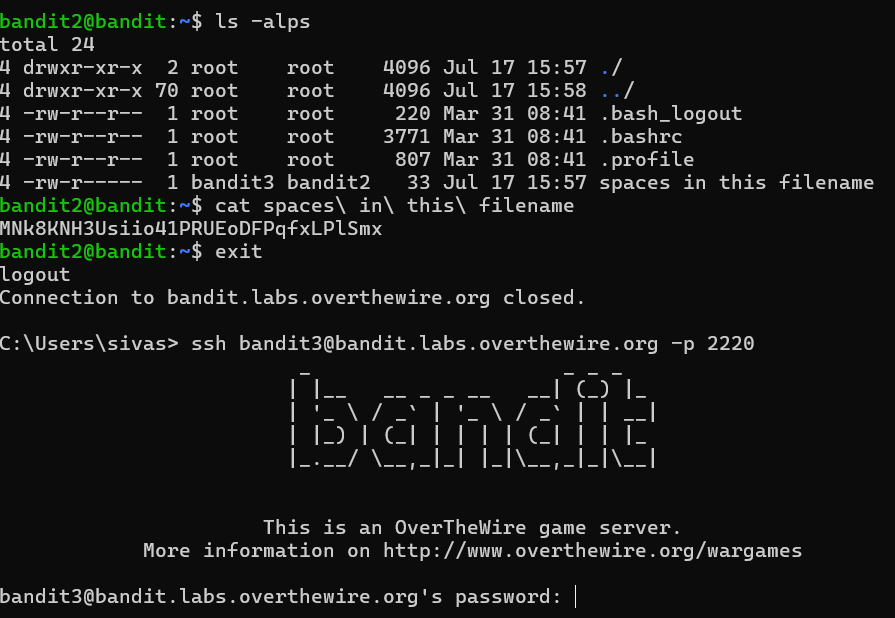 bandit2@bandit:~$ ls -alps
total 24
4 drwxr-xr-x  2 root    root    4096 Jul 17 15:57 ./
4 drwxr-xr-x 70 root    root    4096 Jul 17 15:58 ../
4 -rw-r--r--  1 root    root     220 Mar 31 08:41 .bash_logout
4 -rw-r--r--  1 root    root    3771 Mar 31 08:41 .bashrc
4 -rw-r--r--  1 root    root     807 Mar 31 08:41 .profile
4 -rw-r-----  1 bandit3 bandit2   33 Jul 17 15:57 spaces in this filename
bandit2@bandit:~$ cat spaces\ in\ this\ filename
MNk8KNH3Usiio41PRUEoDFPqfxLPlSmx
bandit2@bandit:~$ exit
logout
Connection to bandit.labs.overthewire.org closed.
C:\Users\sivas> ssh bandit3@bandit.labs.overthewire.org -p 2220
bandit
This is an OverTheWire game server.
More information on http://www.overthewire.org/wargames
bandit3@bandit.labs.overthewire.org's password: